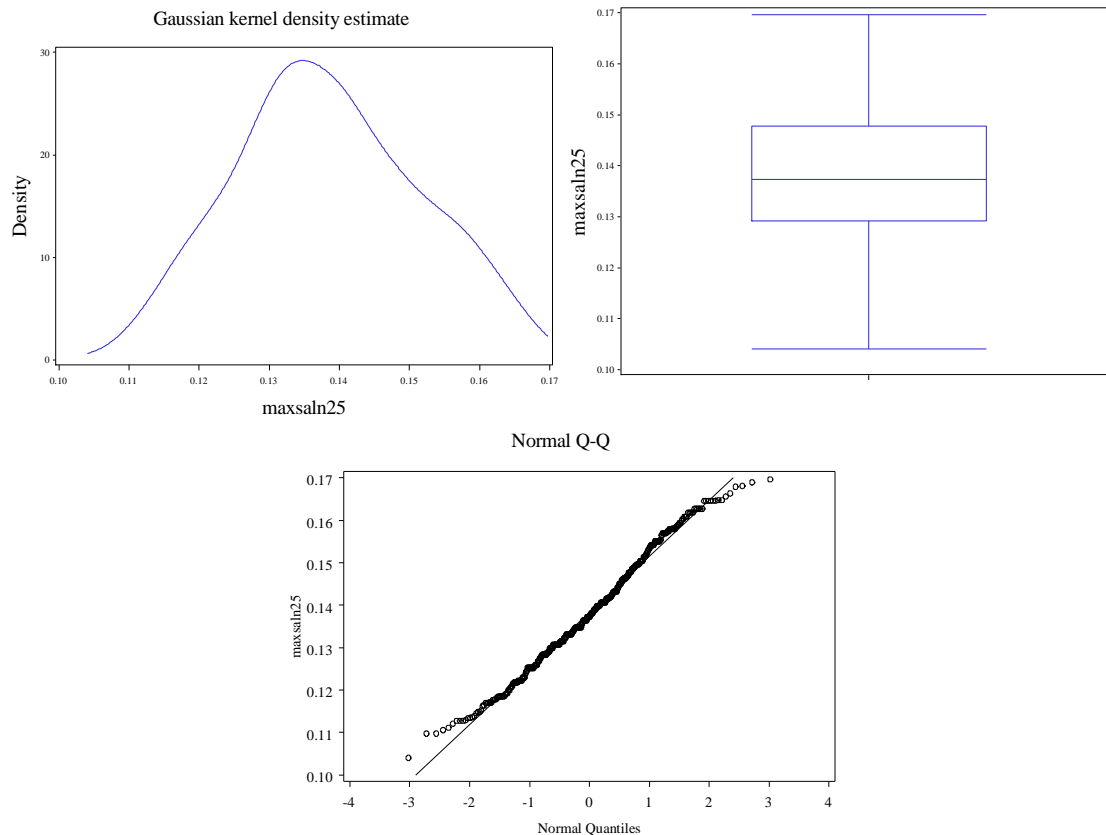 Gaussian kernel density estimate
Density
30
20
10
0
0.10 0.11 0.12 0.13 0.14 0.15 0.16 0.17
maxsaln25
maxsaln25
0.17
0.16
0.15
0.14
0.13
0.12
0.11
0.10
Normal Q-Q
maxsaln25
0.17
0.16
0.15
0.14
0.13
0.12
0.11
0.10
-4 -3 -2 -1 0 1 2 3 4
Normal Quantiles